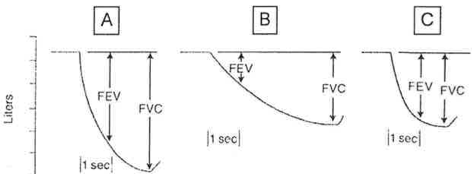 A
B
C
Liters
FEV
FVC
|1 sec|
FEV
FVC
|1 sec|
FEV
FVC
|1 sec|